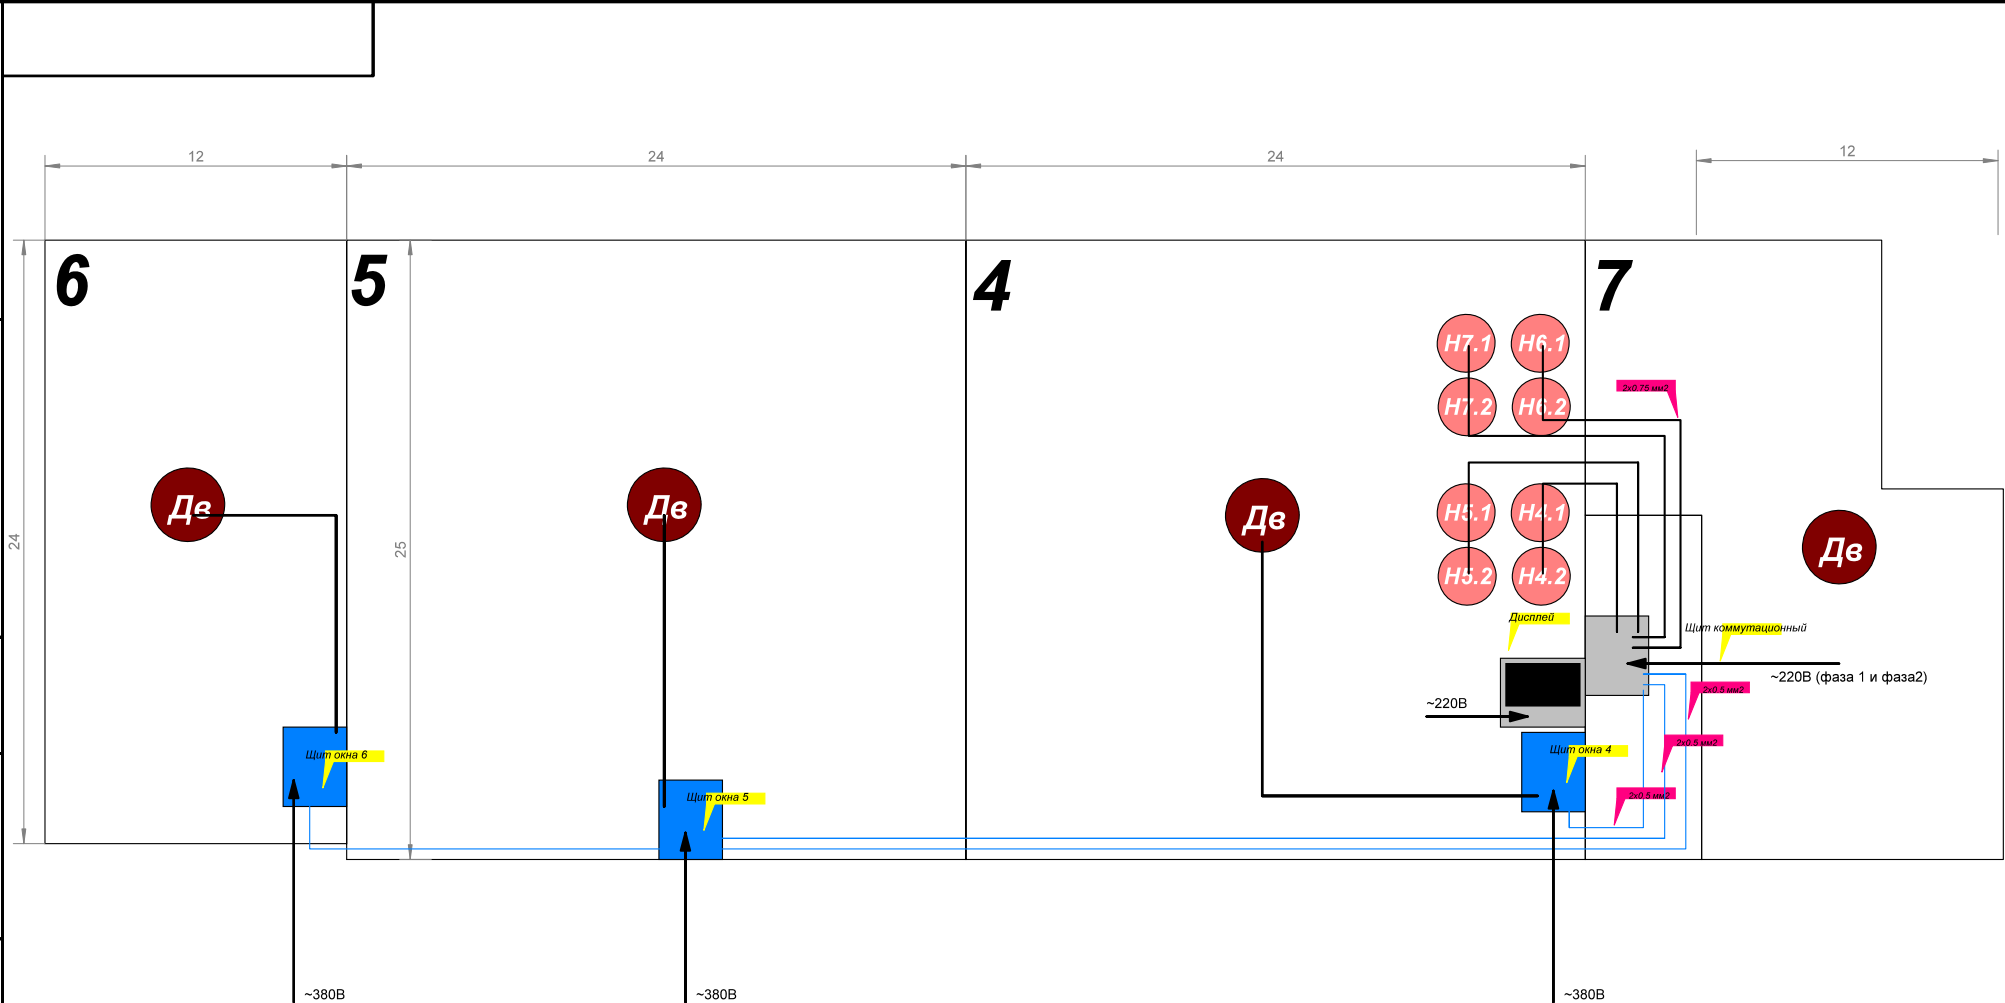 12
24
24
12
6
5
4
7
H7.1
H6.1
2x0.75 мм2
H7.2
H6.2
Дв
Дв
Дв
H5.1
H4.1
24
25
Дв
H5.2
H4.2
Дисплей
Щит коммутационный
~220В (фаза 1 и фаза2)
2x0.5 мм2
~220В
2x0.5 мм2
Щит окна 6
Щит окна 4
Щит окна 5
2x0.5 мм2
~380В
~380В
~380В